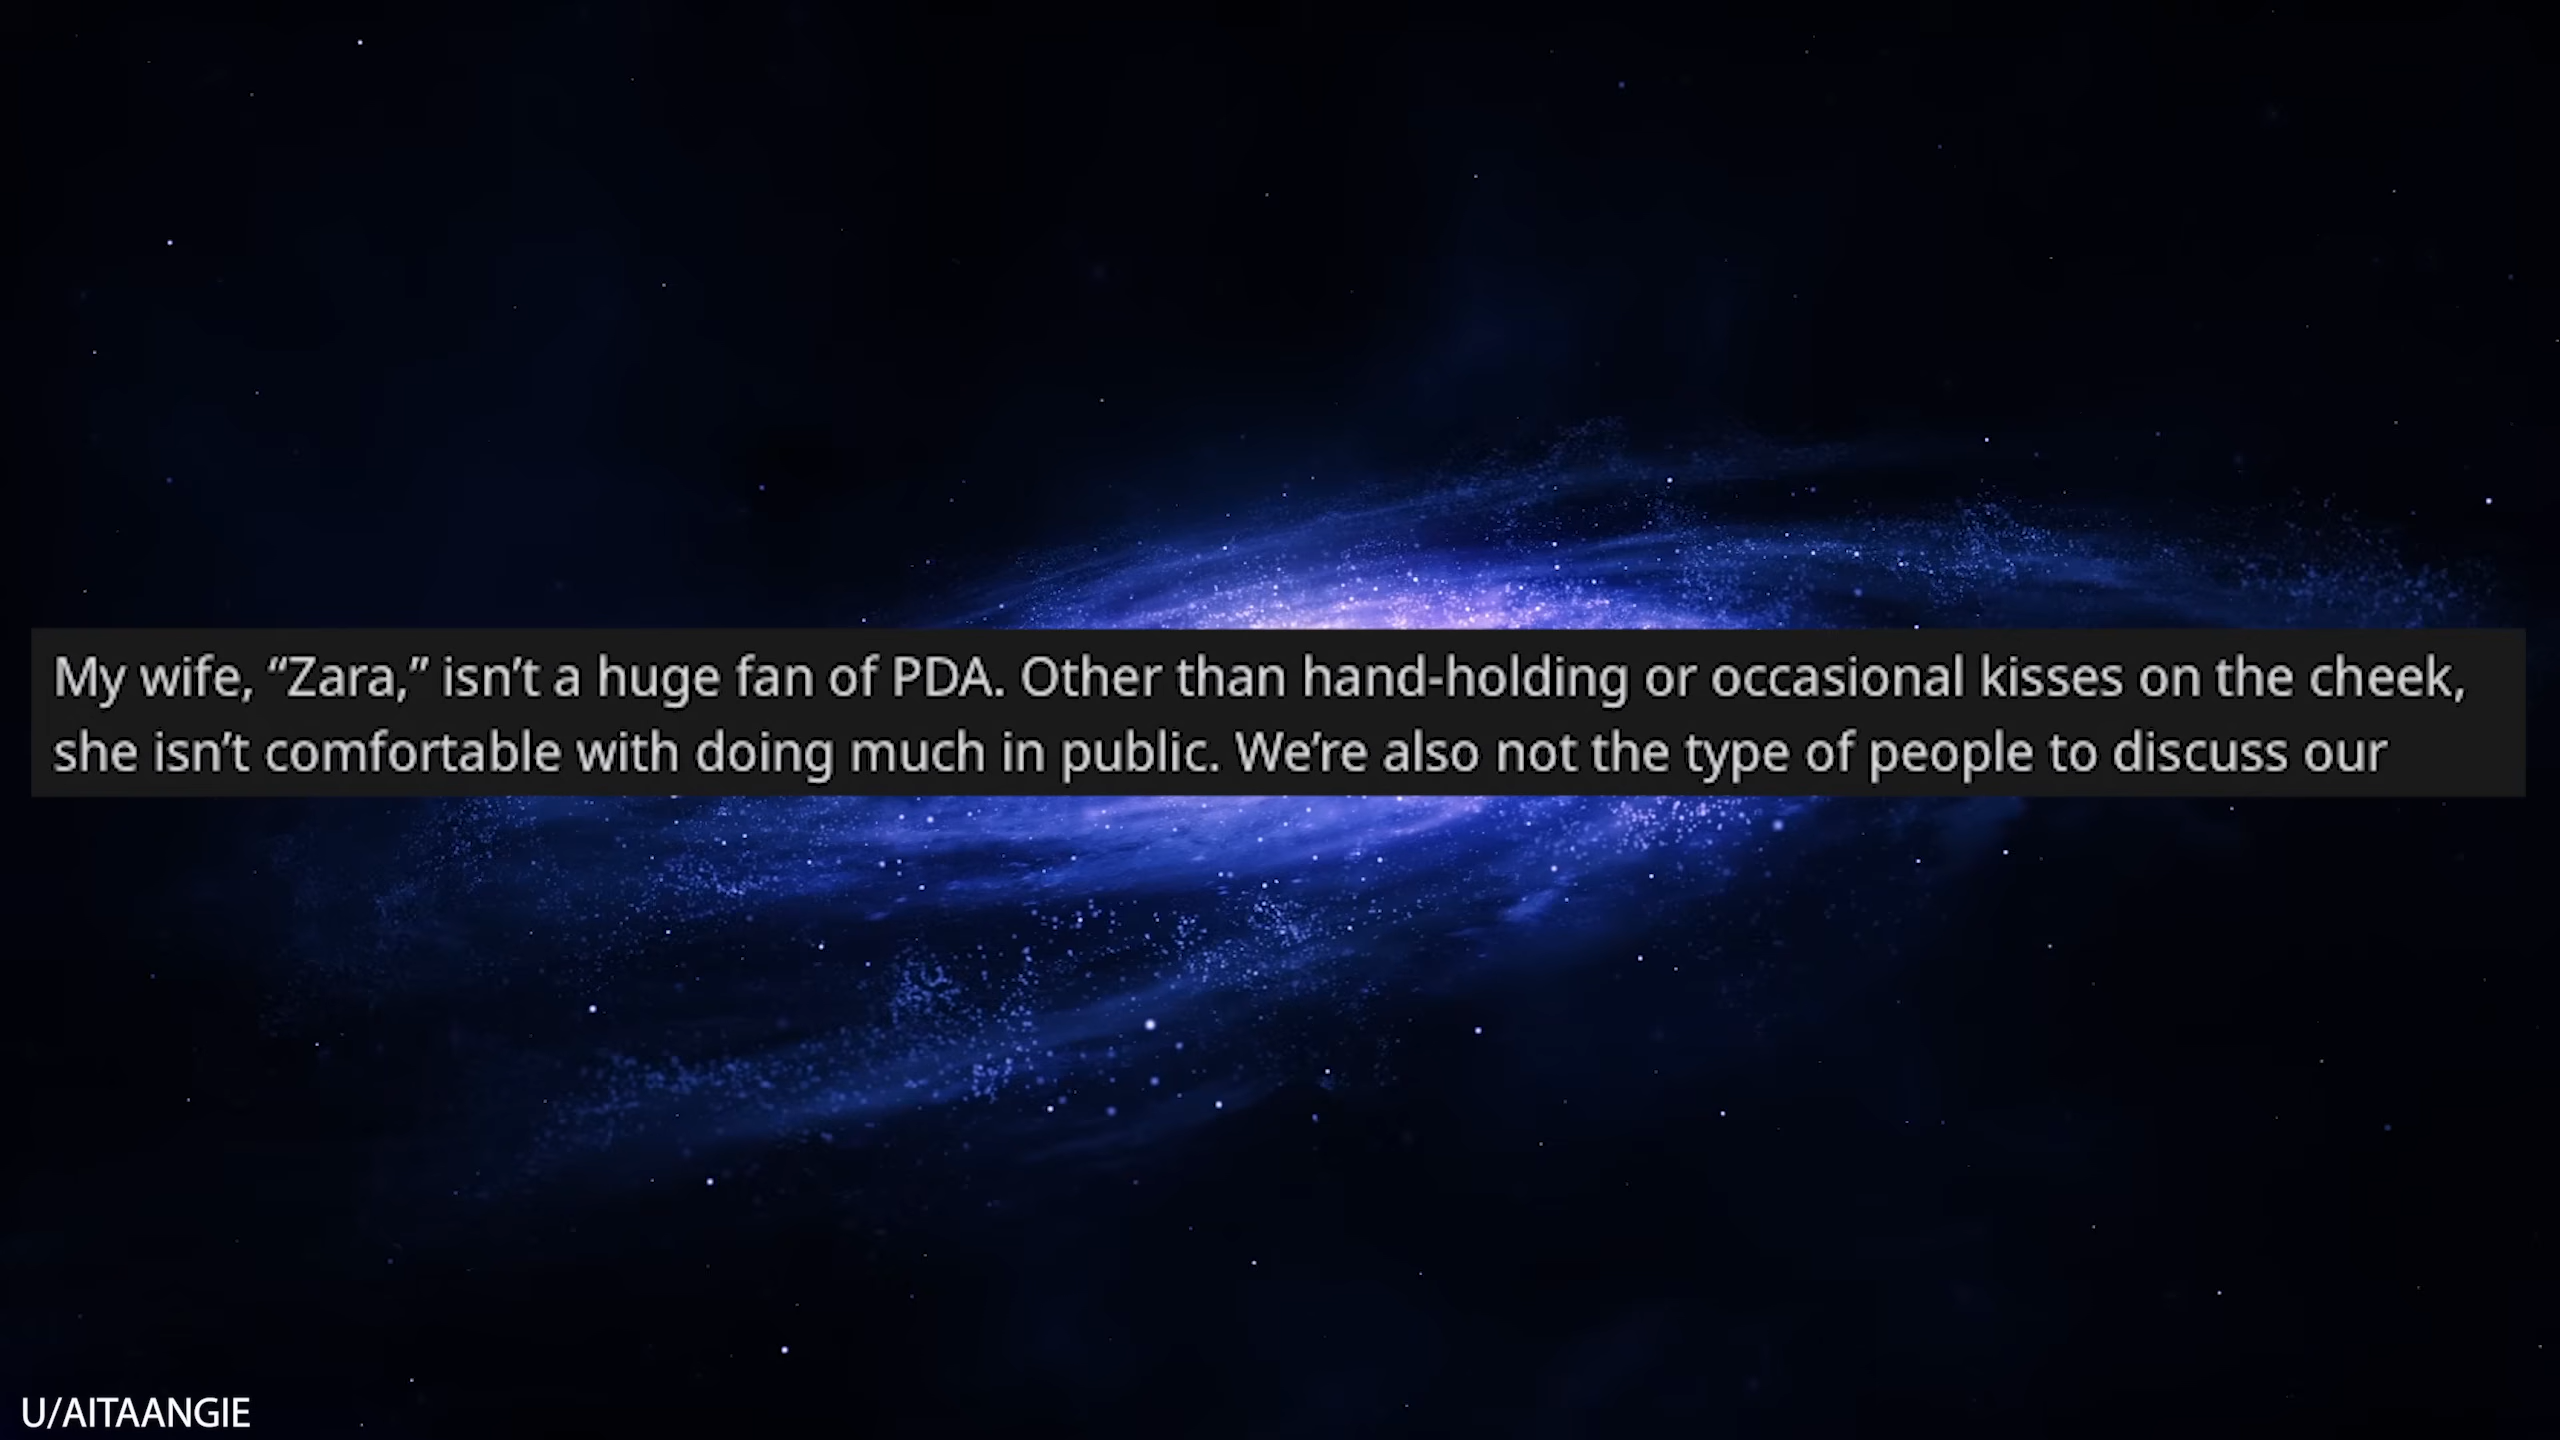 My wife, “Zara,” isn’t a huge fan of PDA. Other than hand-holding or occasional kisses on the cheek,
she isn’t comfortable with doing much in public. We’re also not the type of people to discuss our
U/AITAANGIE